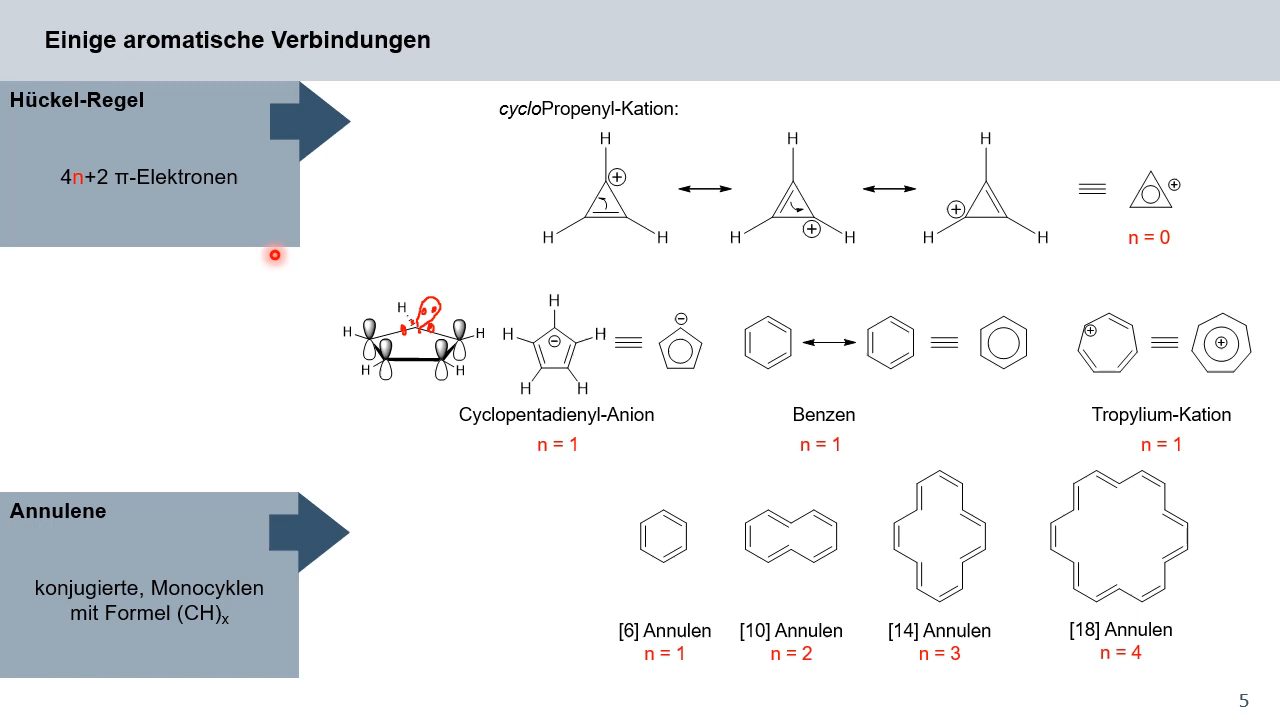 Einige aromatische Verbindungen
Hückel-Regel
4n+2 π-Elektronen
cycloPropenyl-Kation:
H
H
H
⊕
H
H
H
⊕
H
H
H
⊕
⊕
n = 0
H
H
H
H
H
H
H
H
H
H
⊖
⊖
⊕
⊕
Cyclopentadienyl-Anion
Benzen
Tropylium-Kation
n = 1
n = 1
n = 1
Annulene
konjugierte, Monocyklen
mit Formel (CH)x
[6] Annulen
[10] Annulen
[14] Annulen
[18] Annulen
n = 1
n = 2
n = 3
n = 4
5